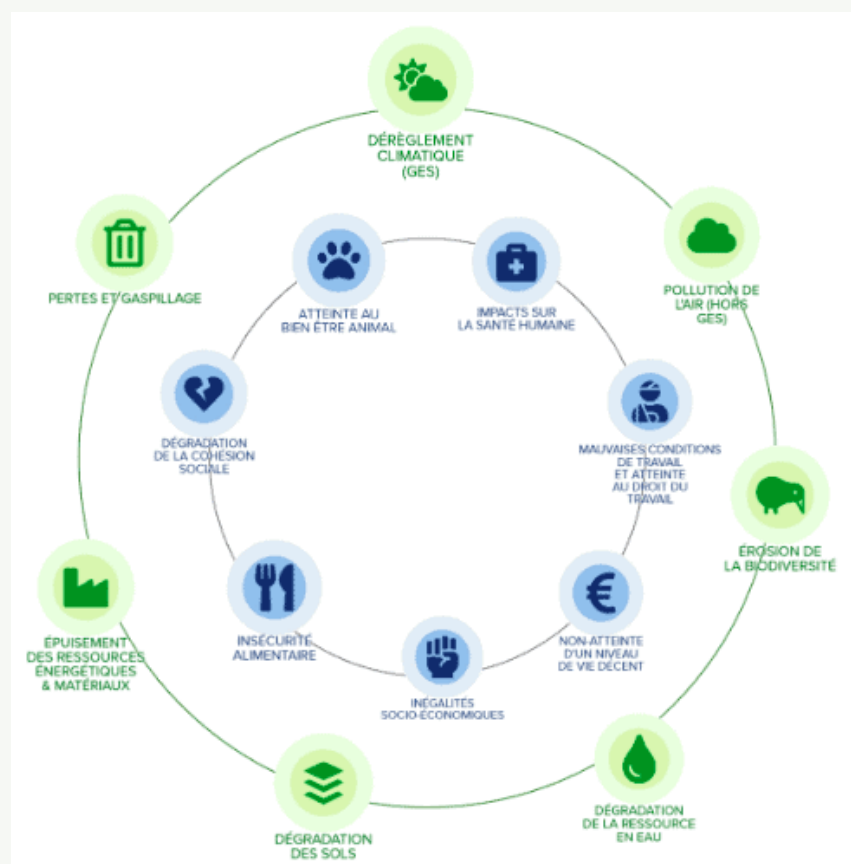 DÉRÈGLEMENT
CLIMATIQUE
(GES)
POLLUTION DE
L'AIR (HORS
GES)
ÉROSION DE
LA BIODIVERSITÉ
DÉGRADATION
DE LA RESSOURCE
EN EAU
DÉGRADATION
DES SOLS
ÉPUISEMENT
DES RESSOURCES
ÉNERGÉTIQUES
& MATÉRIAUX
PERTES ET GASPILLAGE
ATTEINTE AU
BIEN ÊTRE ANIMAL
IMPACTS SUR
LA SANTÉ HUMAINE
MAUVAISES CONDITIONS
DE TRAVAIL
ET ATTEINTE
AU DROIT DU
TRAVAIL
NON-ATTEINTE
D'UN NIVEAU
DE VIE DÉCENT
INÉGALITÉS
SOCIO-ÉCONOMIQUES
INSÉCURITÉ
ALIMENTAIRE
DÉGRADATION
DE LA COHÉSION
SOCIALE